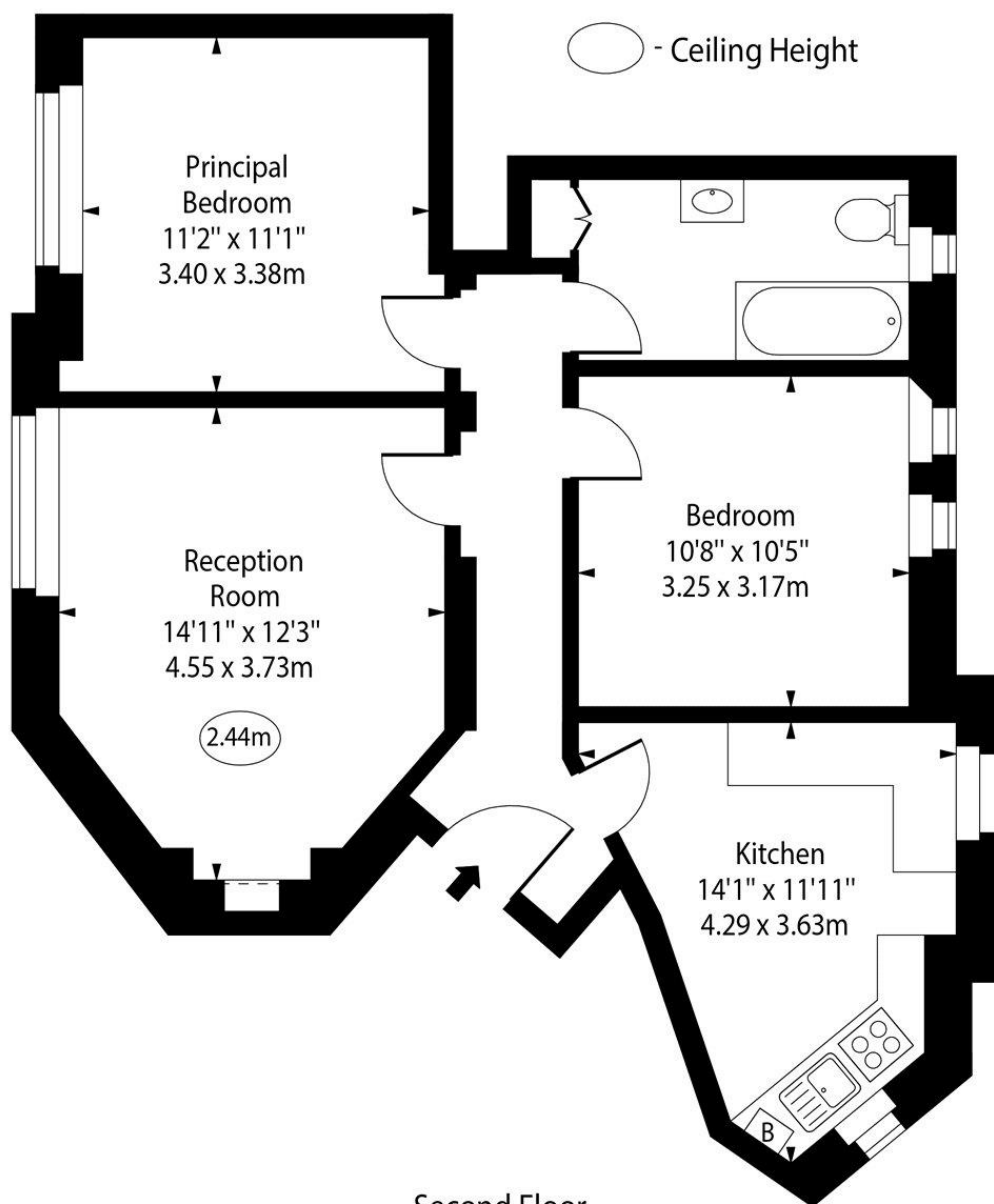 - Ceiling Height
Principal
Bedroom
11'2" x 11'1"
3.40 x 3.38m
Bedroom
10'8" x 10'5"
3.25 x 3.17m
Reception
Room
14'11" x 12'3"
4.55 x 3.73m
2.44m
Kitchen
14'1" x 11'11"
4.29 x 3.63m
B
Second Floor